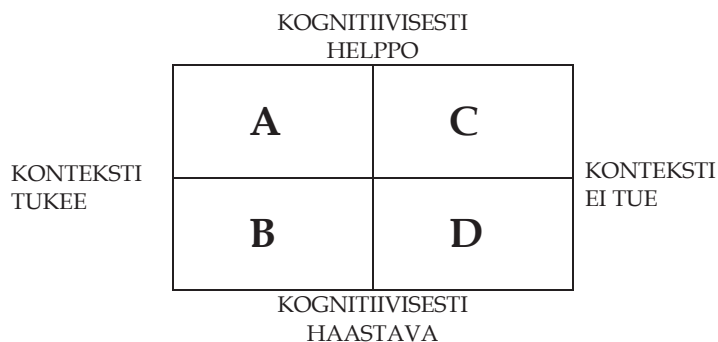 KOGNITIIVISESTI
HELPPO
A
C
KONTEKSTI
TUKEE
KONTEKSTI
EI TUE
B
D
KOGNITIIVISESTI
HAASTAVA